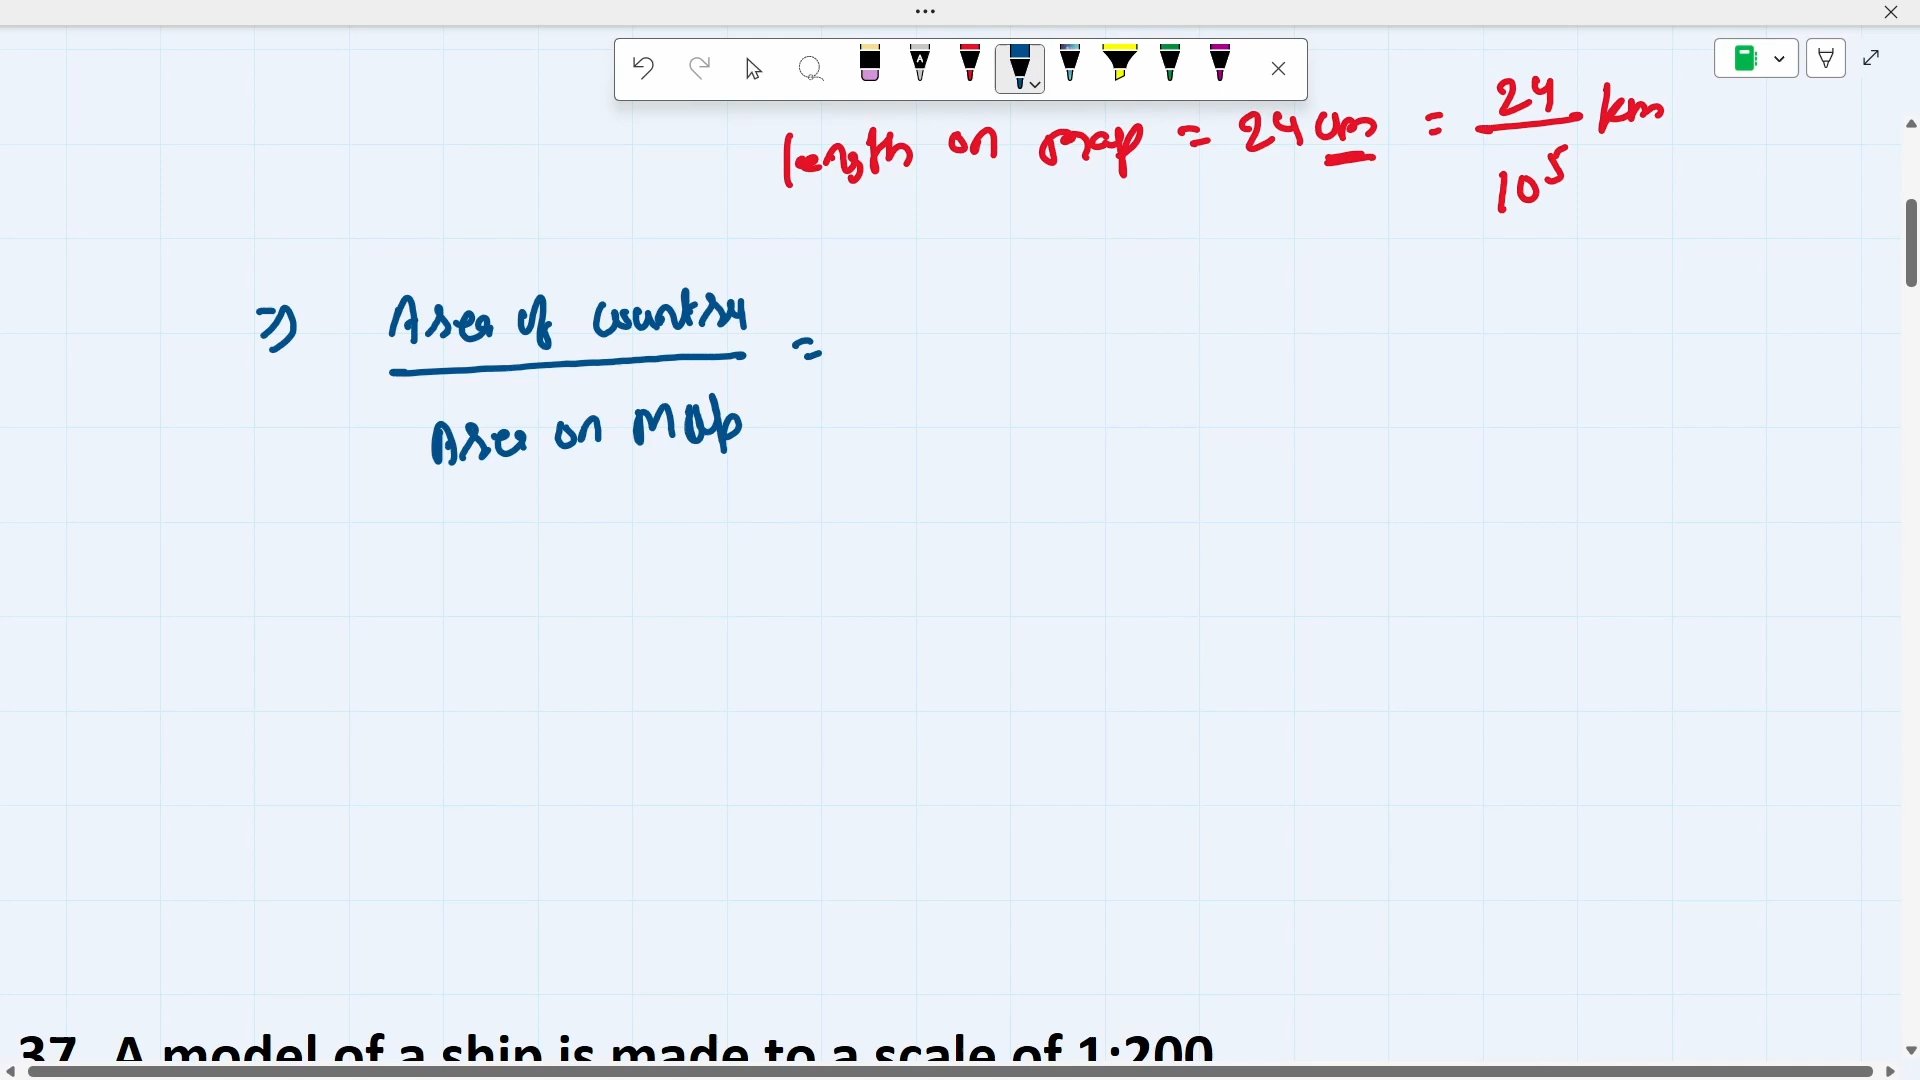 length on map = 24 cm = 24/10^5 km
⇒ Area of country / Area on Map =
37. A model of a ship is made to a scale of 1:200